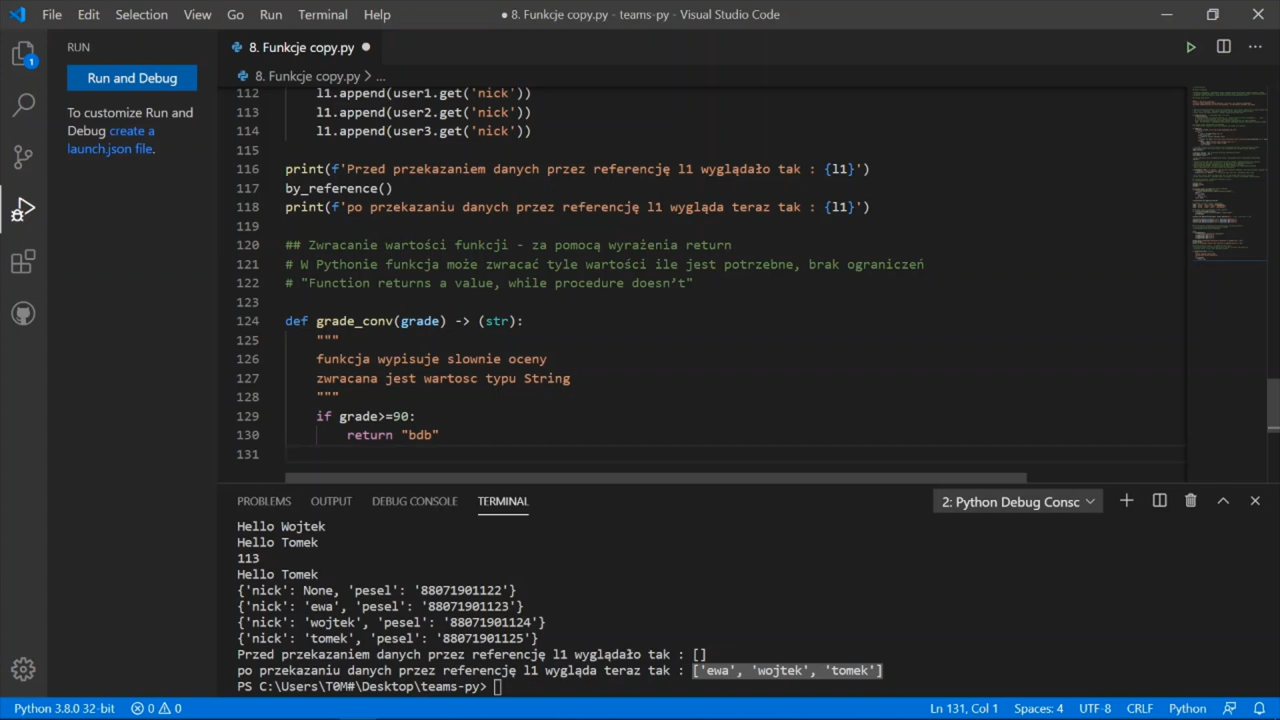 File Edit Selection View Go Run Terminal Help
● 8. Funkcje copy.py - teams-py - Visual Studio Code
RUN
Run and Debug
To customize Run and
Debug create a
launch.json file.
1
8. Funkcje copy.py
8. Funkcje copy.py > ...
112 l1.append(user1.get('nick'))
113 l1.append(user2.get('nick'))
114 l1.append(user3.get('nick'))
115
116 print(f'Przed przekazaniem danych przez referencję l1 wyglądało tak : {l1}')
117 by_reference()
118 print(f'po przekazaniu danych przez referencję l1 wygląda teraz tak : {l1}')
119
120 ## Zwracanie wartości funkcji - za pomocą wyrażenia return
121 # W Pythonie funkcja może zwrcać tyle wartości ile jest potrzebne, brak ograniczeń
122 # "Function returns a value, while procedure doesn't"
123
124 def grade_conv(grade) -> (str):
125 """
126 funkcja wypisuje slownie oceny
127 zwracana jest wartosc typu String
128 """
129 if grade>=90:
130 return "bdb"
131
PROBLEMS OUTPUT DEBUG CONSOLE TERMINAL 2: Python Debug Consc
Hello Wojtek
Hello Tomek
113
Hello Tomek
{'nick': None, 'pesel': '88071901122'}
{'nick': 'ewa', 'pesel': '88071901123'}
{'nick': 'wojtek', 'pesel': '88071901124'}
{'nick': 'tomek', 'pesel': '88071901125'}
Przed przekazaniem danych przez referencję l1 wyglądało tak : []
po przekazaniu danych przez referencję l1 wygląda teraz tak : ['ewa', 'wojtek', 'tomek']
PS C:\Users\T0M#\Desktop\teams-py>
Python 3.8.0 32-bit 0 0 Ln 131, Col 1 Spaces: 4 UTF-8 CRLF Python